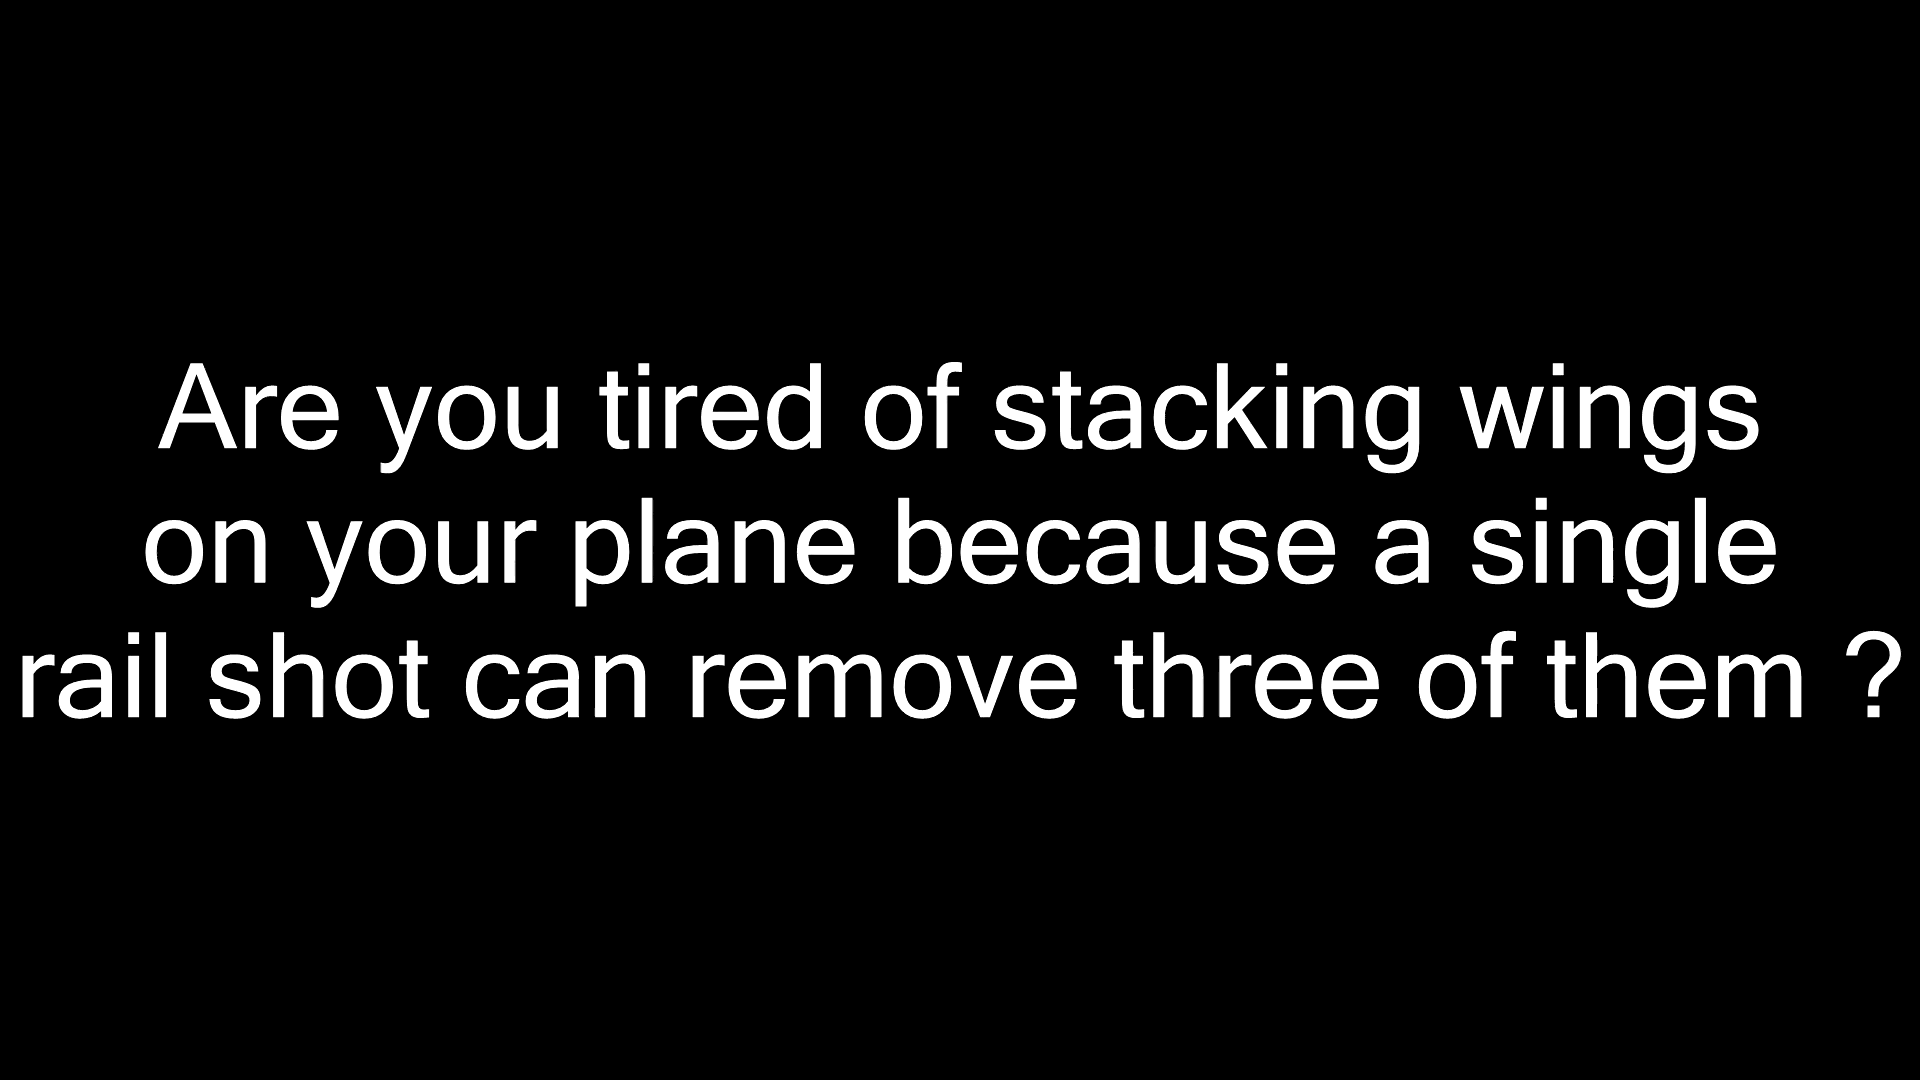 Are you tired of stacking wings
on your plane because a single
rail shot can remove three of them ?